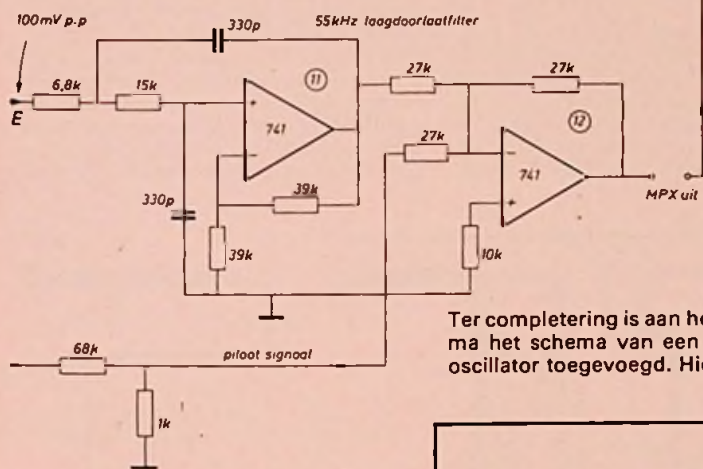 100mV p.p
330p
55kHz laagdoorlaatfilter
6,8k
15k
E
11
741
27k
27k
27k
12
741
MPX uit
330p
39k
39k
10k
68k
piloot signaal
1k
Ter completering is aan he
ma het schema van een
oscillator toegevoegd. Hie